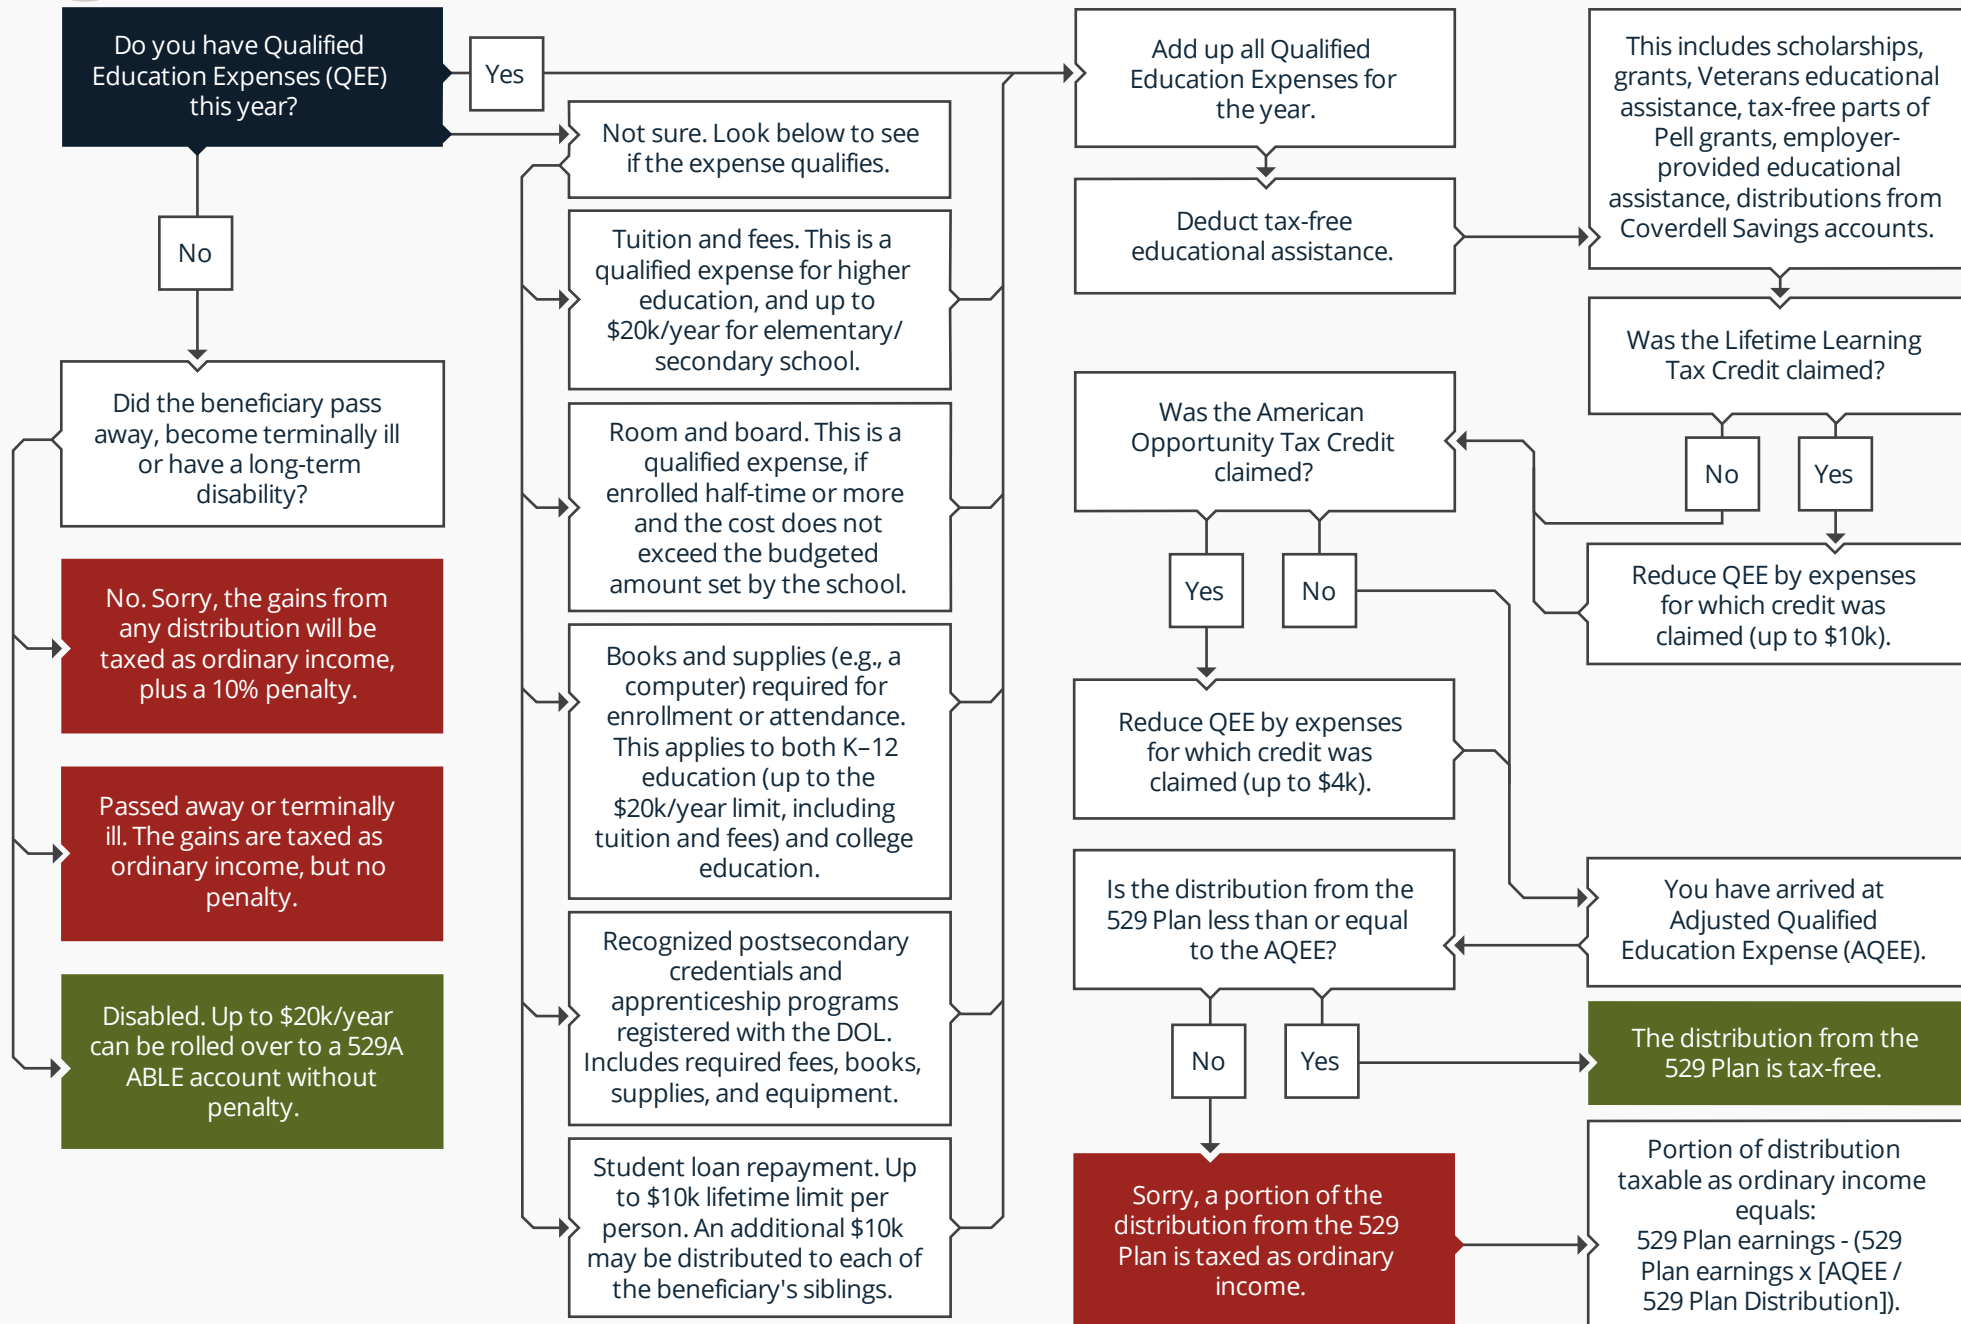 Do you have Qualified
Education Expenses (QEE)
this year?
Yes
No
Not sure. Look below to see
if the expense qualifies.
Did the beneficiary pass
away, become terminally ill
or have a long-term
disability?
No. Sorry, the gains from
any distribution will be
taxed as ordinary income,
plus a 10% penalty.
Passed away or terminally
ill. The gains are taxed as
ordinary income, but no
penalty.
Disabled. Up to $20k/year
can be rolled over to a 529A
ABLE account without
penalty.
Tuition and fees. This is a
qualified expense for higher
education, and up to
$20k/year for elementary/
secondary school.
Room and board. This is a
qualified expense, if
enrolled half-time or more
and the cost does not
exceed the budgeted
amount set by the school.
Books and supplies (e.g., a
computer) required for
enrollment or attendance.
This applies to both K–12
education (up to the
$20k/year limit, including
tuition and fees) and college
education.
Recognized postsecondary
credentials and
apprenticeship programs
registered with the DOL.
Includes required fees, books,
supplies, and equipment.
Student loan repayment. Up
to $10k lifetime limit per
person. An additional $10k
may be distributed to each of
the beneficiary's siblings.
Add up all Qualified
Education Expenses for
the year.
Deduct tax-free
educational assistance.
This includes scholarships,
grants, Veterans educational
assistance, tax-free parts of
Pell grants, employer-
provided educational
assistance, distributions from
Coverdell Savings accounts.
Was the Lifetime Learning
Tax Credit claimed?
No
Yes
Reduce QEE by expenses
for which credit was
claimed (up to $10k).
Was the American
Opportunity Tax Credit
claimed?
Yes
No
Reduce QEE by expenses
for which credit was
claimed (up to $4k).
You have arrived at
Adjusted Qualified
Education Expense (AQEE).
Is the distribution from the
529 Plan less than or equal
to the AQEE?
No
Yes
The distribution from the
529 Plan is tax-free.
Sorry, a portion of the
distribution from the 529
Plan is taxed as ordinary
income.
Portion of distribution
taxable as ordinary income
equals:
529 Plan earnings - (529
Plan earnings x [AQEE /
529 Plan Distribution]).